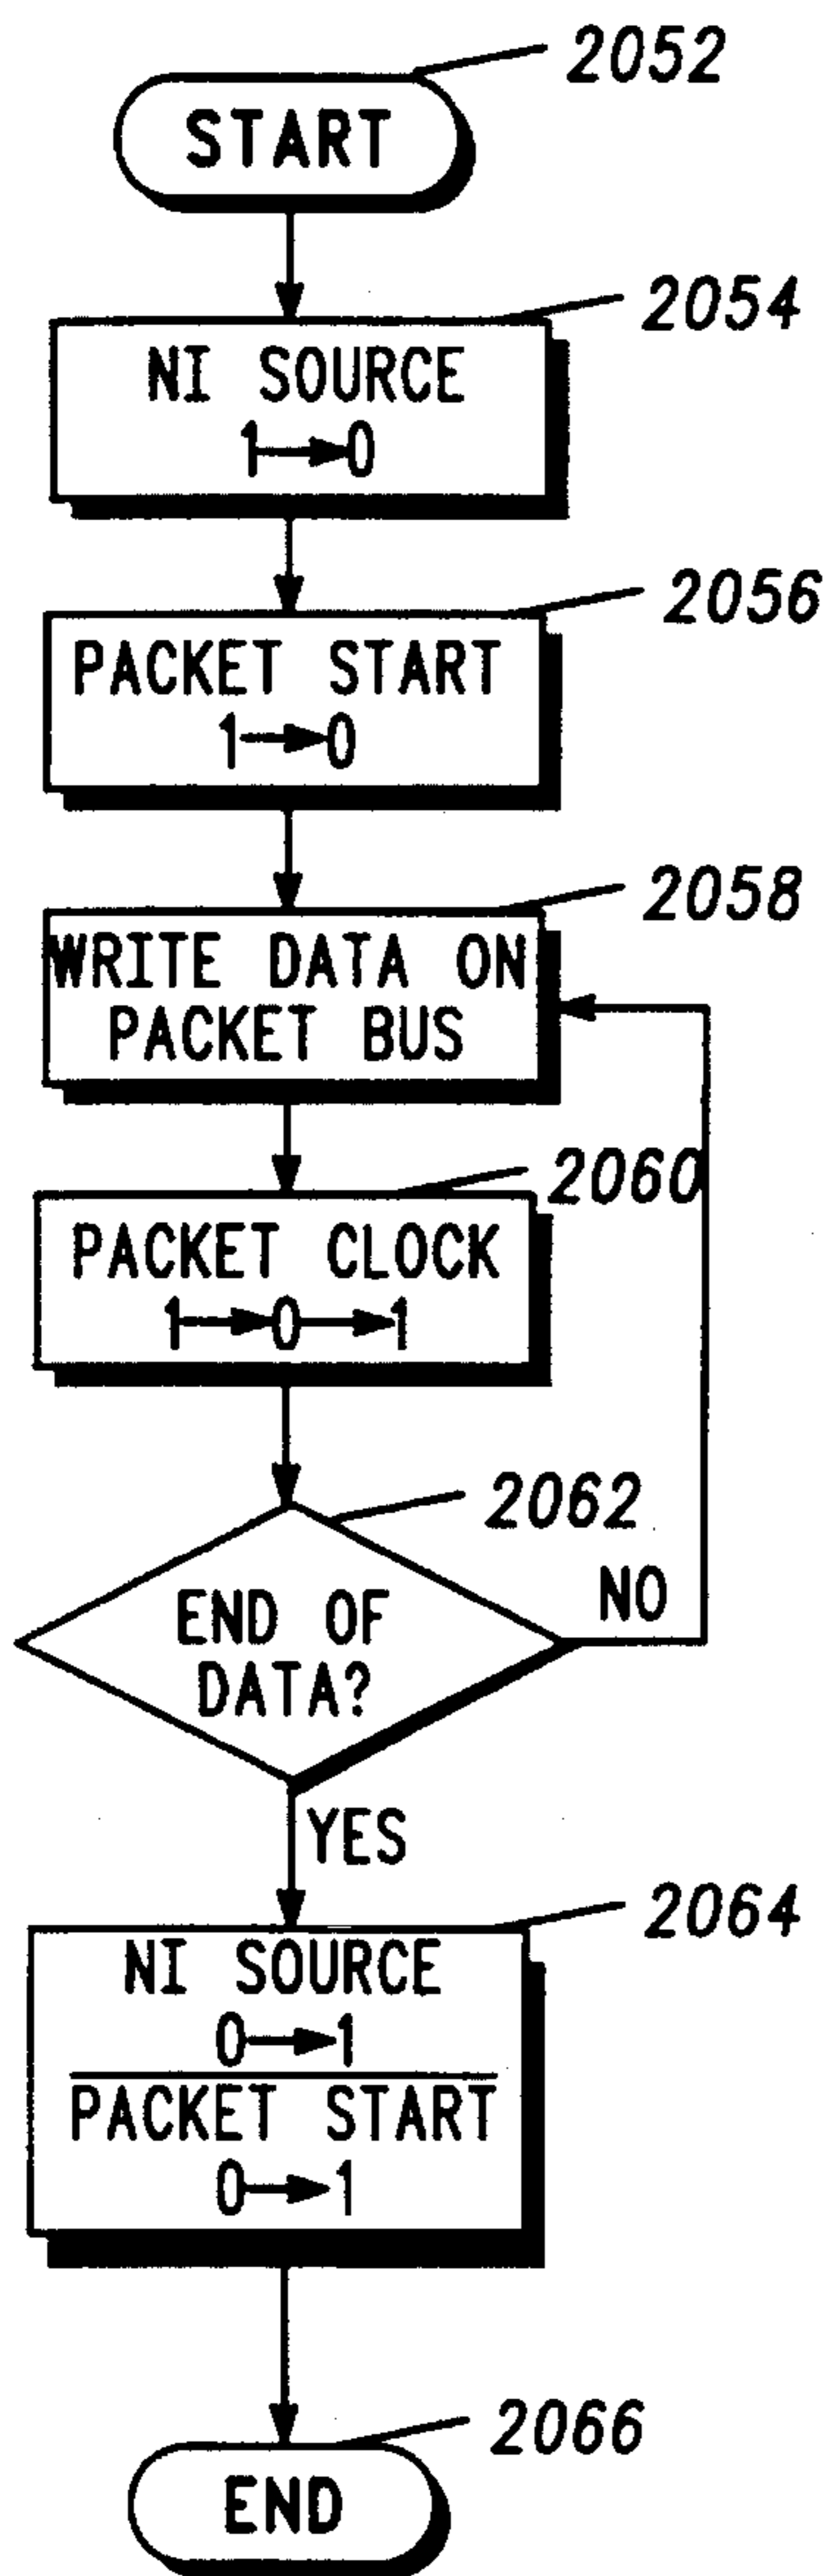 2052
START
2054
NI SOURCE
1→0
2056
PACKET START
1→0
2058
WRITE DATA ON
PACKET BUS
2060
PACKET CLOCK
1→0→1
2062
END OF
DATA?
NO
YES
2064
NI SOURCE
0→1
PACKET START
0→1
2066
END